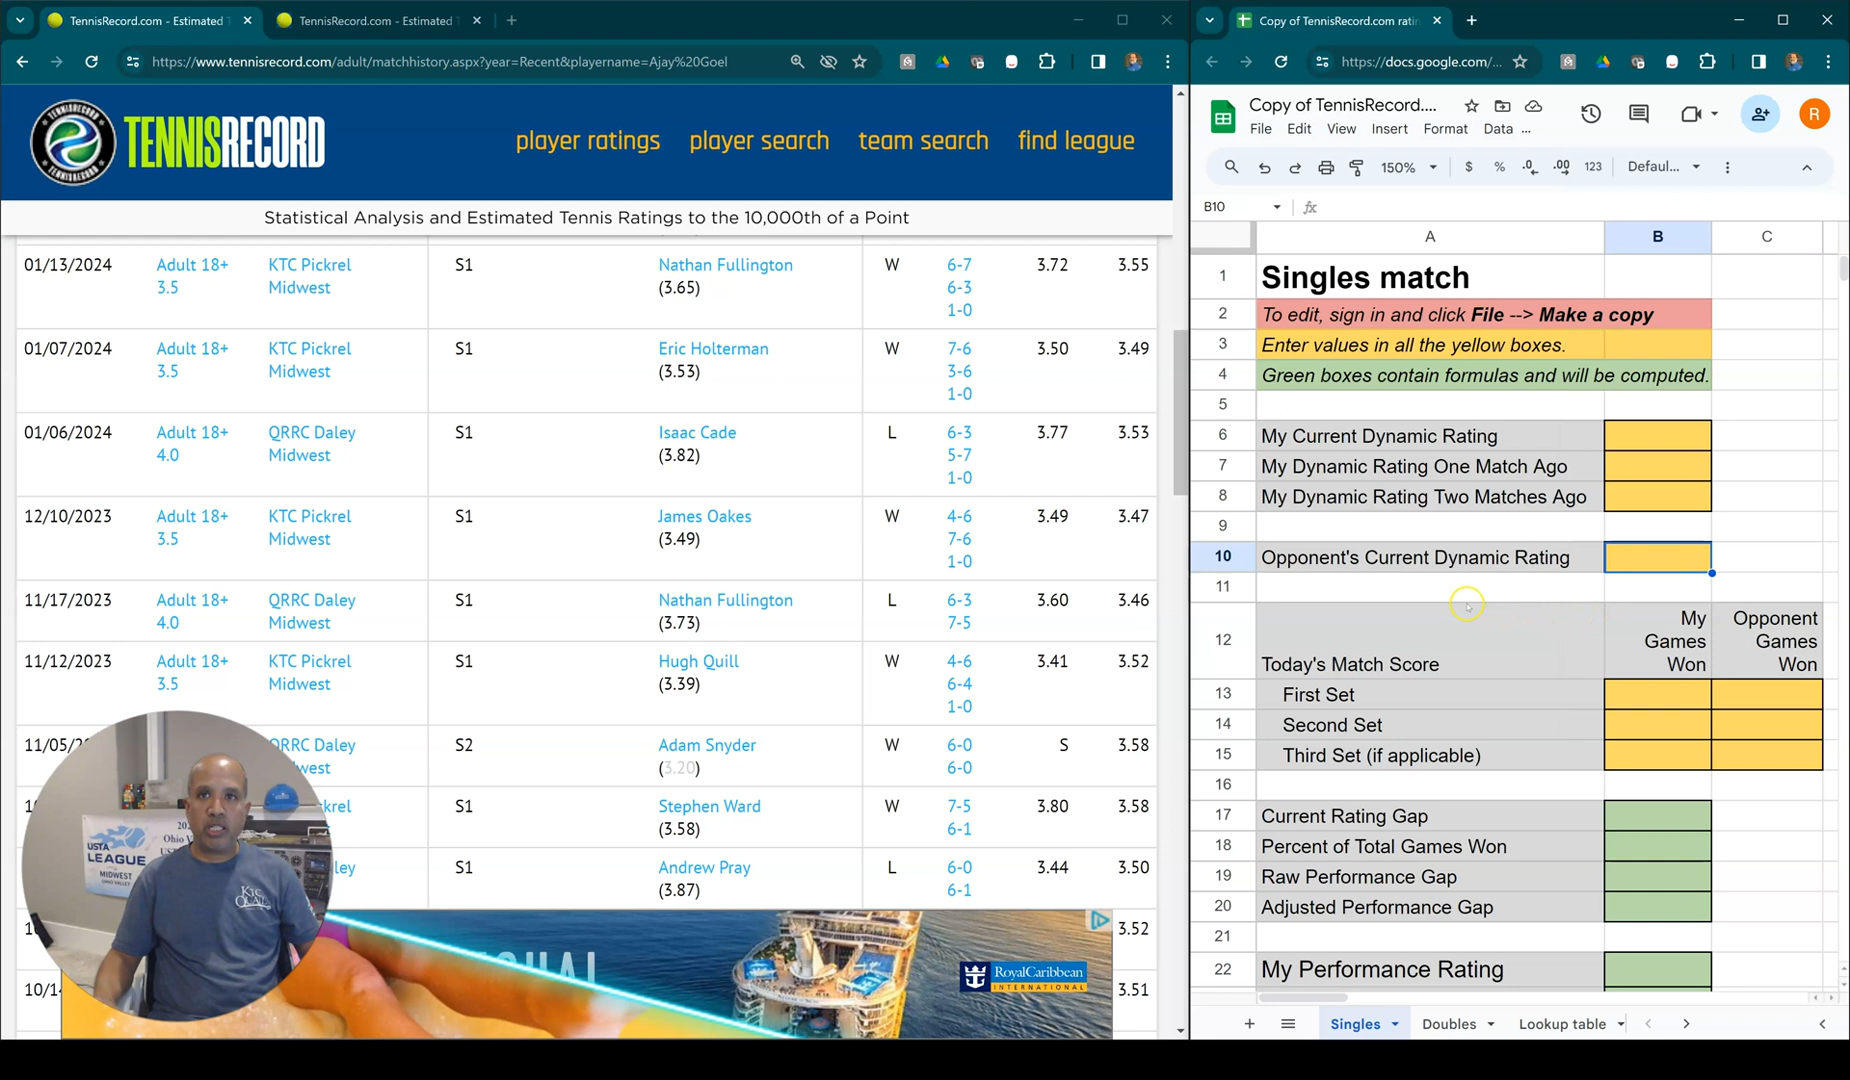 TennisRecord.com - Estimated T
TennisRecord.com - Estimated T
https://www.tennisrecord.com/adult/matchhistory.aspx?year=Recent&playername=Ajay%20Goel
TENNISRECORD
player ratings player search team search find league
Statistical Analysis and Estimated Tennis Ratings to the 10,000th of a Point
01/13/2024 Adult 18+ KTC Pickrel S1 Nathan Fullington W 6-7 3.72 3.55
3.5 Midwest (3.65) 6-3
1-0
01/07/2024 Adult 18+ KTC Pickrel S1 Eric Holterman W 7-6 3.50 3.49
3.5 Midwest (3.53) 3-6
1-0
01/06/2024 Adult 18+ QRRC Daley S1 Isaac Cade L 6-3 3.77 3.53
4.0 Midwest (3.82) 5-7
1-0
12/10/2023 Adult 18+ KTC Pickrel S1 James Oakes W 4-6 3.49 3.47
3.5 Midwest (3.49) 7-6
1-0
11/17/2023 Adult 18+ QRRC Daley S1 Nathan Fullington L 6-3 3.60 3.46
4.0 Midwest (3.73) 7-5
11/12/2023 Adult 18+ KTC Pickrel S1 Hugh Quill W 4-6 3.41 3.52
3.5 Midwest (3.39) 6-4
1-0
11/05/2 QRRC Daley S2 Adam Snyder W 6-0 S 3.58
west (3.20) 6-0
krel S1 Stephen Ward W 7-5 3.80 3.58
(3.58) 6-1
ley S1 Andrew Pray L 6-0 3.44 3.50
(3.87) 6-1
3.52
10/14 3.51
USTA
LEAGUE
MIDWEST
KTC
RoyalCaribbean
INTERNATIONAL
Copy of TennisRecord.com ratin
https://docs.google.com/...
Copy of TennisRecord....
File Edit View Insert Format Data ...
R
150% $ % .0 .00 123 Defaul...
B10 fx
A B C
1 Singles match
2 To edit, sign in and click File --> Make a copy
3 Enter values in all the yellow boxes.
4 Green boxes contain formulas and will be computed.
5
6 My Current Dynamic Rating
7 My Dynamic Rating One Match Ago
8 My Dynamic Rating Two Matches Ago
9
10 Opponent's Current Dynamic Rating
11
My Opponent
12 Games Games
Today's Match Score Won Won
13 First Set
14 Second Set
15 Third Set (if applicable)
16
17 Current Rating Gap
18 Percent of Total Games Won
19 Raw Performance Gap
20 Adjusted Performance Gap
21
22 My Performance Rating
Singles Doubles Lookup table